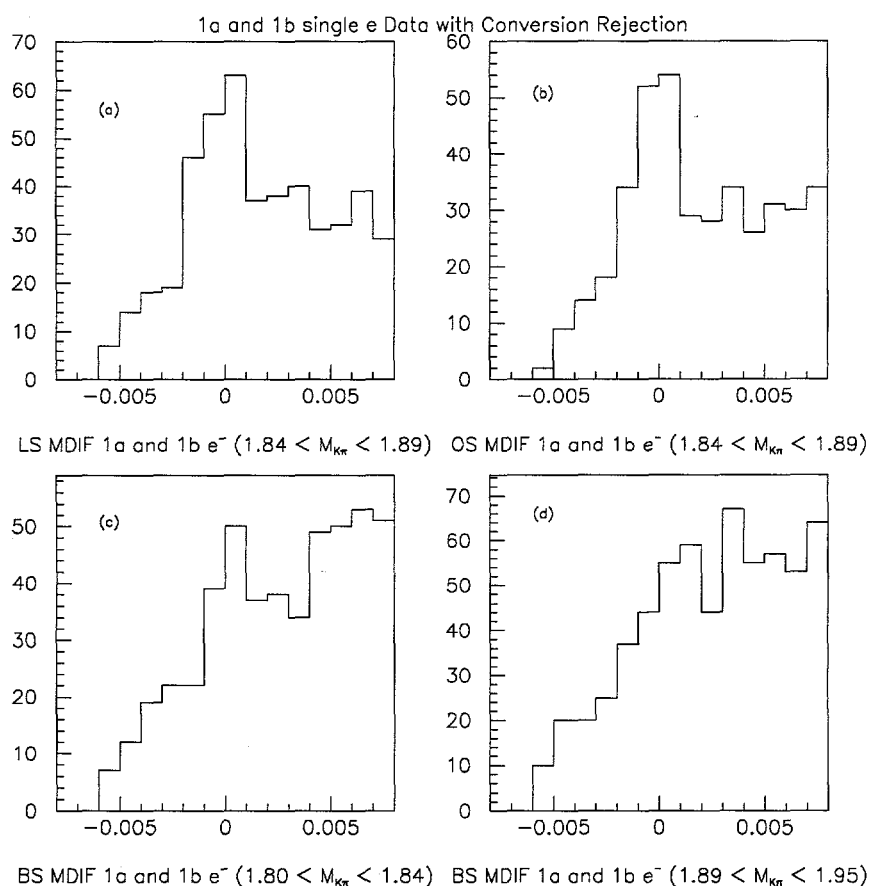 1a and 1b single e Data with Conversion Rejection
70
60
50
40
30
20
10
0
(a)
−0.005 0 0.005
LS MDIF 1a and 1b e⁻ (1.84 < M_Kπ < 1.89)
60
50
40
30
20
10
0
(b)
−0.005 0 0.005
OS MDIF 1a and 1b e⁻ (1.84 < M_Kπ < 1.89)
50
40
30
20
10
0
(c)
−0.005 0 0.005
BS MDIF 1a and 1b e⁻ (1.80 < M_Kπ < 1.84)
70
60
50
40
30
20
10
0
(d)
−0.005 0 0.005
BS MDIF 1a and 1b e⁻ (1.89 < M_Kπ < 1.95)